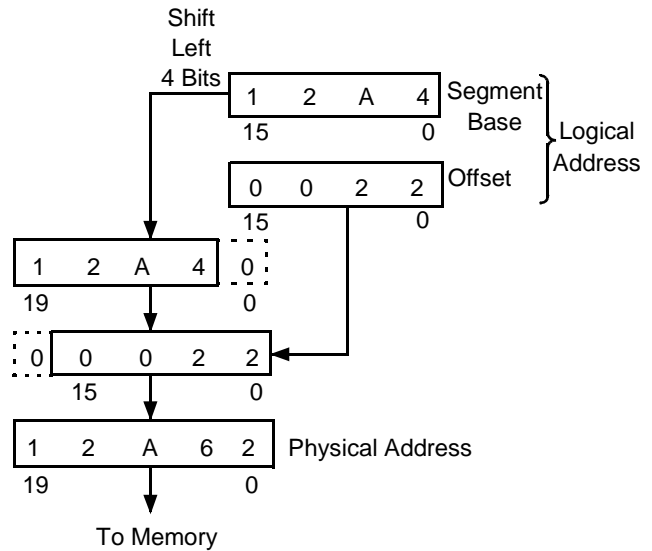 Shift
Left
4 Bits
1 2 A 4
Segment
Base
15 0
Logical
Address
0 0 2 2
Offset
15 0
1 2 A 4 0
19 0
0 0 0 2 2
15 0
1 2 A 6 2
Physical Address
19 0
To Memory